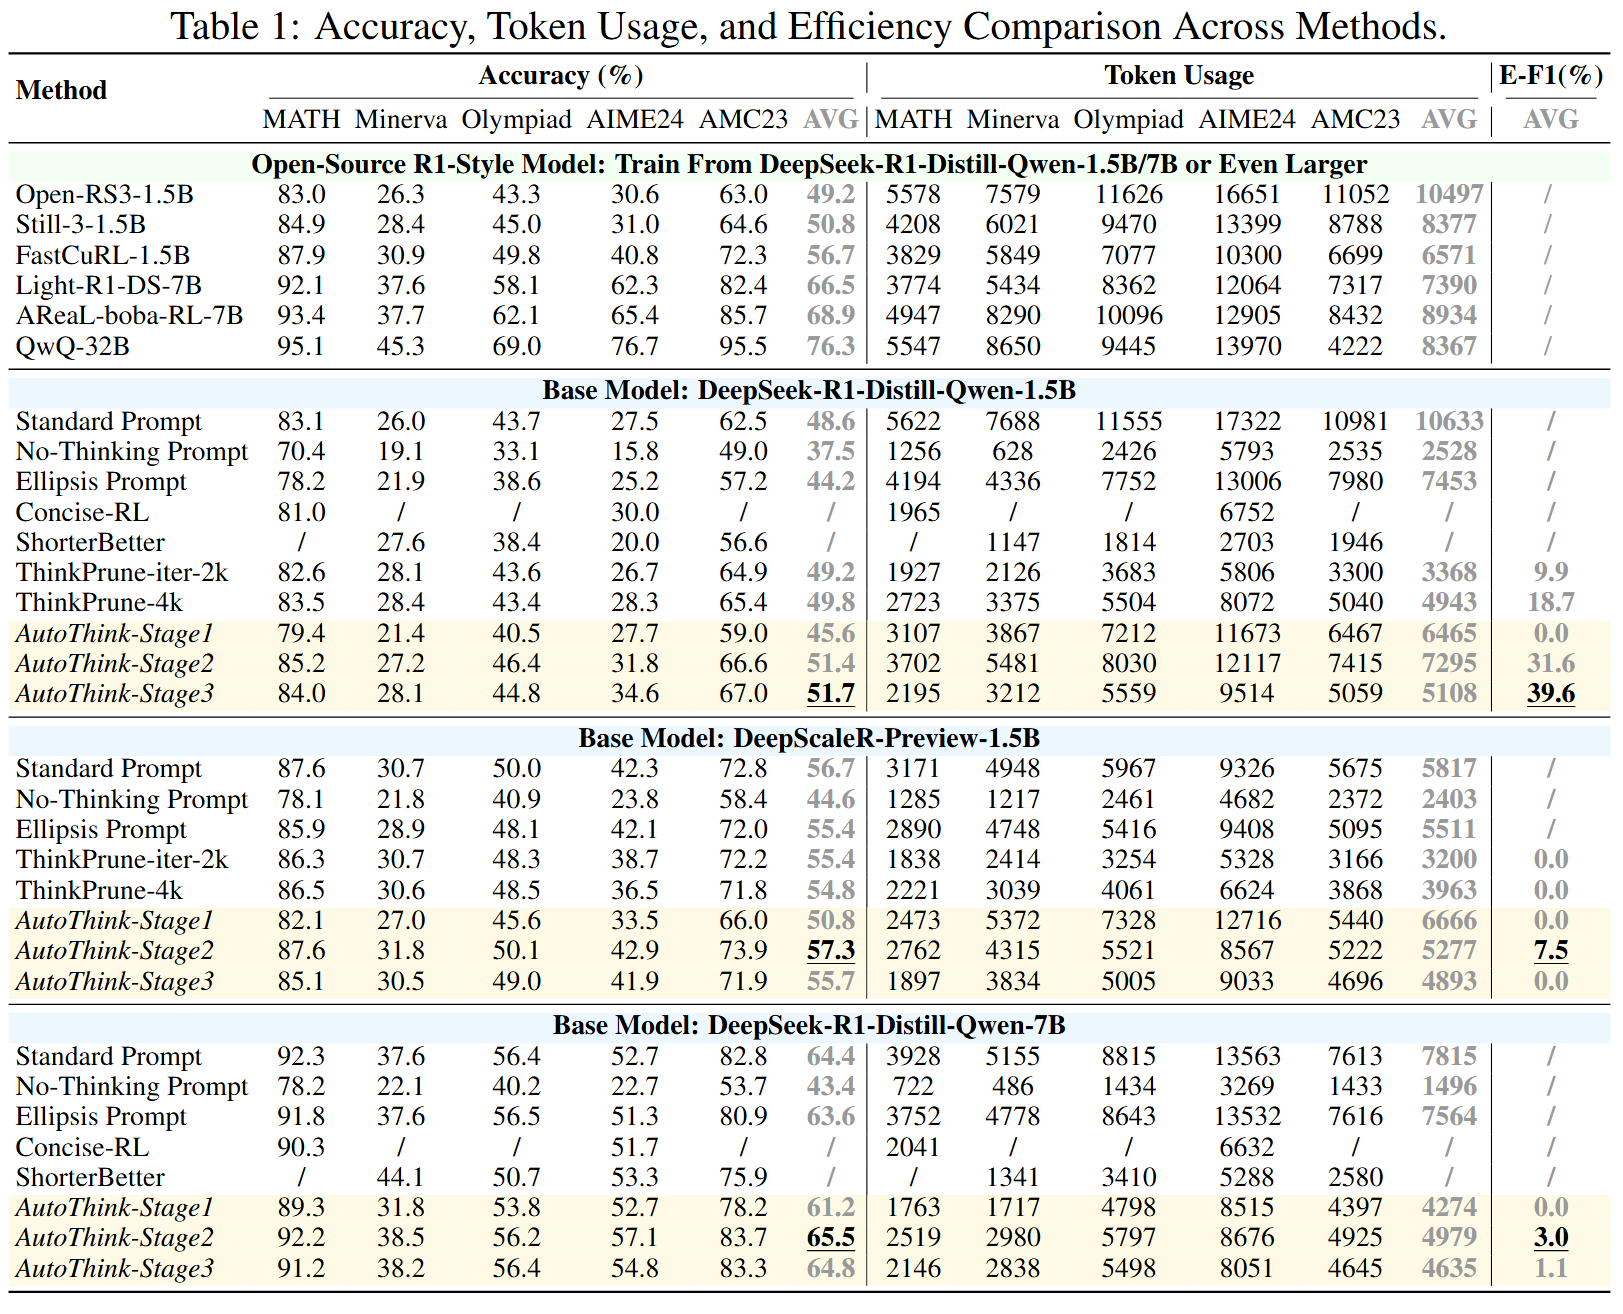 Table 1: Accuracy, Token Usage, and Efficiency Comparison Across Methods.
Method Accuracy (%) Token Usage E-F1(%)
MATH Minerva Olympiad AIME24 AMC23 AVG MATH Minerva Olympiad AIME24 AMC23 AVG AVG
Open-Source R1-Style Model: Train From DeepSeek-R1-Distill-Qwen-1.5B/7B or Even Larger
Open-RS3-1.5B 83.0 26.3 43.3 30.6 63.0 49.2 5578 7579 11626 16651 11052 10497 /
Still-3-1.5B 84.9 28.4 45.0 31.0 64.6 50.8 4208 6021 9470 13399 8788 8377 /
FastCuRL-1.5B 87.9 30.9 49.8 40.8 72.3 56.7 3829 5849 7077 10300 6699 6571 /
Light-R1-DS-7B 92.1 37.6 58.1 62.3 82.4 66.5 3774 5434 8362 12064 7317 7390 /
AReaL-boba-RL-7B 93.4 37.7 62.1 65.4 85.7 68.9 4947 8290 10096 12905 8432 8934 /
QwQ-32B 95.1 45.3 69.0 76.7 95.5 76.3 5547 8650 9445 13970 4222 8367 /
Base Model: DeepSeek-R1-Distill-Qwen-1.5B
Standard Prompt 83.1 26.0 43.7 27.5 62.5 48.6 5622 7688 11555 17322 10981 10633 /
No-Thinking Prompt 70.4 19.1 33.1 15.8 49.0 37.5 1256 628 2426 5793 2535 2528 /
Ellipsis Prompt 78.2 21.9 38.6 25.2 57.2 44.2 4194 4336 7752 13006 7980 7453 /
Concise-RL 81.0 / / 30.0 / / 1965 / / 6752 / / /
ShorterBetter / 27.6 38.4 20.0 56.6 / / 1147 1814 2703 1946 / /
ThinkPrune-iter-2k 82.6 28.1 43.6 26.7 64.9 49.2 1927 2126 3683 5806 3300 3368 9.9
ThinkPrune-4k 83.5 28.4 43.4 28.3 65.4 49.8 2723 3375 5504 8072 5040 4943 18.7
AutoThink-Stage1 79.4 21.4 40.5 27.7 59.0 45.6 3107 3867 7212 11673 6467 6465 0.0
AutoThink-Stage2 85.2 27.2 46.4 31.8 66.6 51.4 3702 5481 8030 12117 7415 7295 31.6
AutoThink-Stage3 84.0 28.1 44.8 34.6 67.0 51.7 2195 3212 5559 9514 5059 5108 39.6
Base Model: DeepScaleR-Preview-1.5B
Standard Prompt 87.6 30.7 50.0 42.3 72.8 56.7 3171 4948 5967 9326 5675 5817 /
No-Thinking Prompt 78.1 21.8 40.9 23.8 58.4 44.6 1285 1217 2461 4682 2372 2403 /
Ellipsis Prompt 85.9 28.9 48.1 42.1 72.0 55.4 2890 4748 5416 9408 5095 5511 /
ThinkPrune-iter-2k 86.3 30.7 48.3 38.7 72.2 55.4 1838 2414 3254 5328 3166 3200 0.0
ThinkPrune-4k 86.5 30.6 48.5 36.5 71.8 54.8 2221 3039 4061 6624 3868 3963 0.0
AutoThink-Stage1 82.1 27.0 45.6 33.5 66.0 50.8 2473 5372 7328 12716 5440 6666 0.0
AutoThink-Stage2 87.6 31.8 50.1 42.9 73.9 57.3 2762 4315 5521 8567 5222 5277 7.5
AutoThink-Stage3 85.1 30.5 49.0 41.9 71.9 55.7 1897 3834 5005 9033 4696 4893 0.0
Base Model: DeepSeek-R1-Distill-Qwen-7B
Standard Prompt 92.3 37.6 56.4 52.7 82.8 64.4 3928 5155 8815 13563 7613 7815 /
No-Thinking Prompt 78.2 22.1 40.2 22.7 53.7 43.4 722 486 1434 3269 1433 1496 /
Ellipsis Prompt 91.8 37.6 56.5 51.3 80.9 63.6 3752 4778 8643 13532 7616 7564 /
Concise-RL 90.3 / / 51.7 / / 2041 / / 6632 / / /
ShorterBetter / 44.1 50.7 53.3 75.9 / / 1341 3410 5288 2580 / /
AutoThink-Stage1 89.3 31.8 53.8 52.7 78.2 61.2 1763 1717 4798 8515 4397 4274 0.0
AutoThink-Stage2 92.2 38.5 56.2 57.1 83.7 65.5 2519 2980 5797 8676 4925 4979 3.0
AutoThink-Stage3 91.2 38.2 56.4 54.8 83.3 64.8 2146 2838 5498 8051 4645 4635 1.1